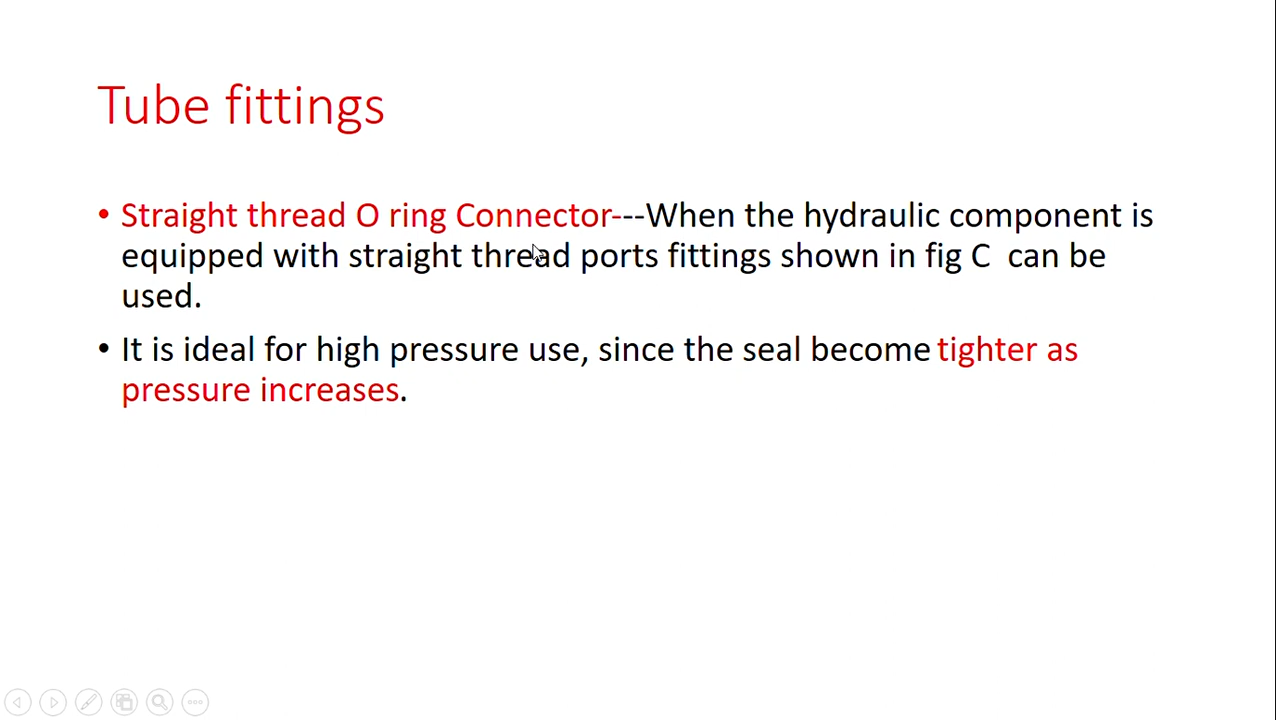 Tube fittings
• Straight thread O ring Connector---When the hydraulic component is
equipped with straight thread ports fittings shown in fig C  can be
used.
• It is ideal for high pressure use, since the seal become tighter as
pressure increases.